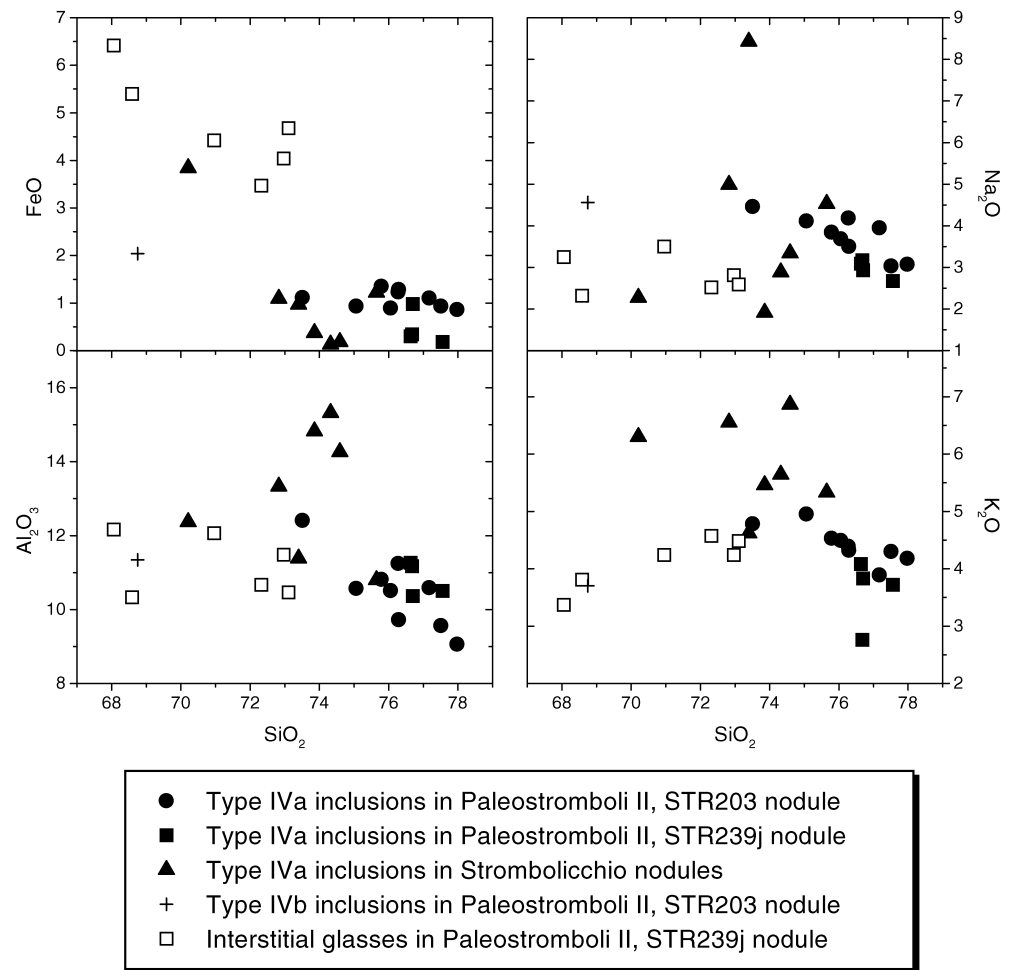 7
6
5
4
3
2
1
0
FeO
9
8
7
6
5
4
3
2
1
Na₂O
16
14
12
10
8
Al₂O₃
7
6
5
4
3
2
K₂O
68 70 72 74 76 78
68 70 72 74 76 78
SiO₂
SiO₂
Type IVa inclusions in Paleostromboli II, STR203 nodule
Type IVa inclusions in Paleostromboli II, STR239j nodule
Type IVa inclusions in Strombolicchio nodules
Type IVb inclusions in Paleostromboli II, STR203 nodule
Interstitial glasses in Paleostromboli II, STR239j nodule